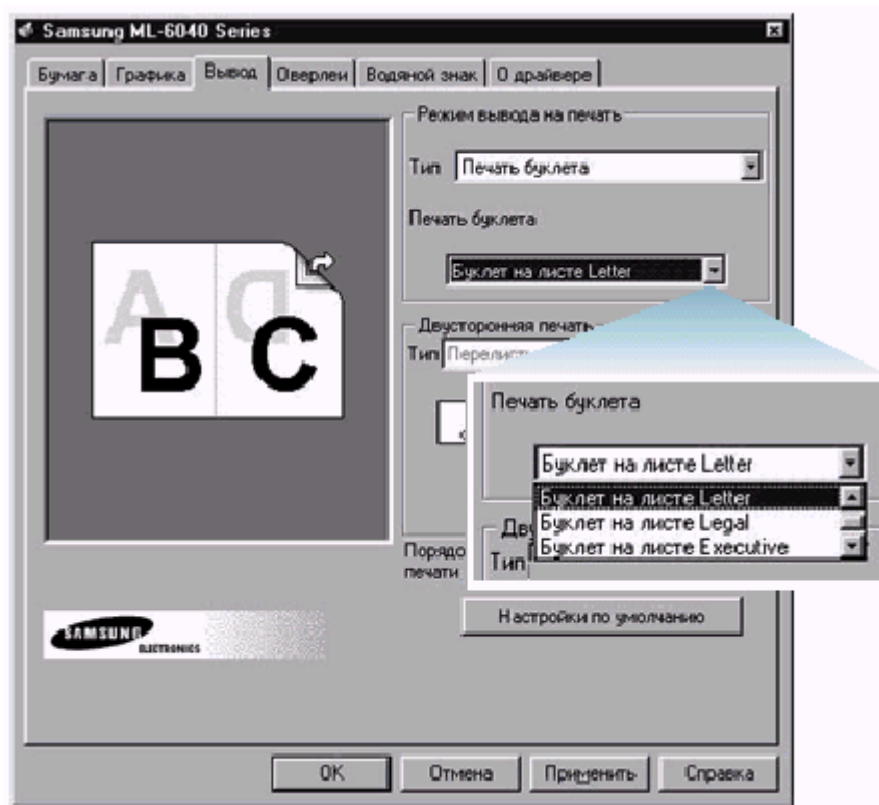 Samsung ML-6040 Series
Бумага Графика Вывод Оверлеи Водяной знак О драйвере
Режим вывода на печать
Тип Печать буклета
Печать буклета
Буклет на листе Letter
A D
B C
Двусторонняя печать
Тип
Печать буклета
Буклет на листе Letter
Буклет на листе Letter
Буклет на листе Legal
Буклет на листе Executive
Тип
печати
Настройки по умолчанию
SAMSUNG
ELECTRONICS
OK Отмена Применить Справка